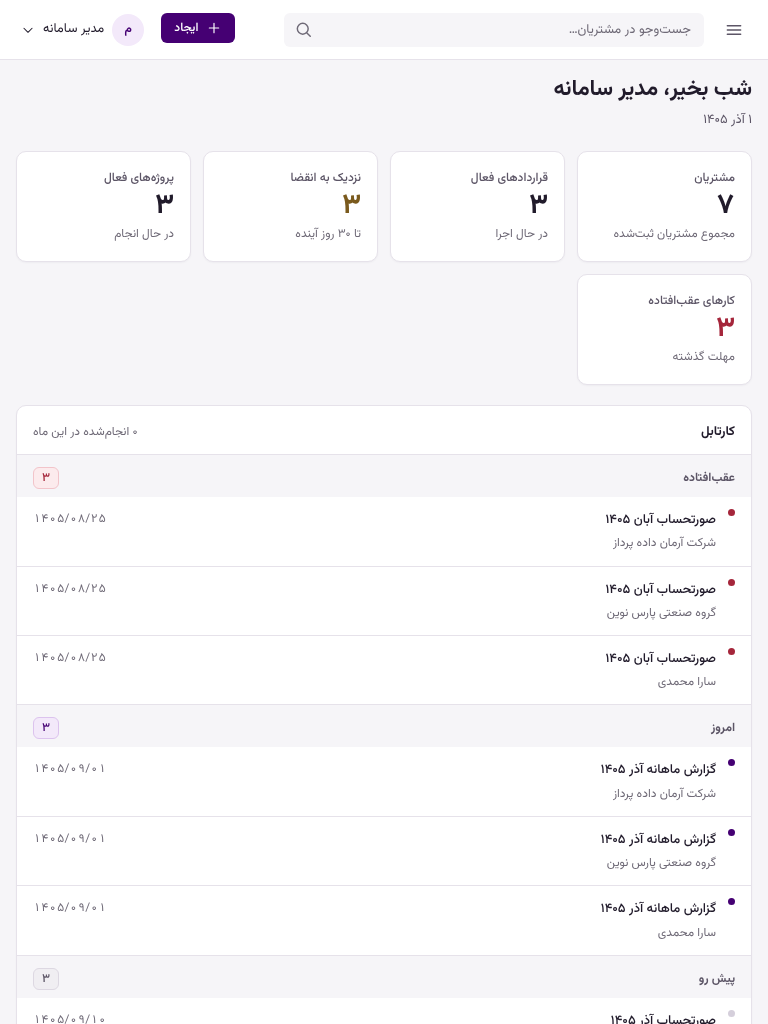 جست‌وجو در مشتریان…
ایجاد
م
مدیر سامانه
شب بخیر، مدیر سامانه
۱ آذر ۱۴۰۵
مشتریان
۷
مجموع مشتریان ثبت‌شده
قراردادهای فعال
۳
در حال اجرا
نزدیک به انقضا
۳
تا ۳۰ روز آینده
پروژه‌های فعال
۳
در حال انجام
کارهای عقب‌افتاده
۳
مهلت گذشته
کارتابل
۰ انجام‌شده در این ماه
عقب‌افتاده
۳
صورتحساب آبان ۱۴۰۵
۱۴۰۵/۰۸/۲۵
شرکت آرمان داده پرداز
صورتحساب آبان ۱۴۰۵
۱۴۰۵/۰۸/۲۵
گروه صنعتی پارس نوین
صورتحساب آبان ۱۴۰۵
۱۴۰۵/۰۸/۲۵
سارا محمدی
امروز
۳
گزارش ماهانه آذر ۱۴۰۵
۱۴۰۵/۰۹/۰۱
شرکت آرمان داده پرداز
گزارش ماهانه آذر ۱۴۰۵
۱۴۰۵/۰۹/۰۱
گروه صنعتی پارس نوین
گزارش ماهانه آذر ۱۴۰۵
۱۴۰۵/۰۹/۰۱
سارا محمدی
پیش رو
۳
صورتحساب آذر ۱۴۰۵
۱۴۰۵/۰۹/۱۰